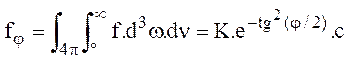 f_φ = ∫_{4π} ∫_{°}^{∞} f.d³ω.dv = K.e^{-tg²(φ/2)}.c